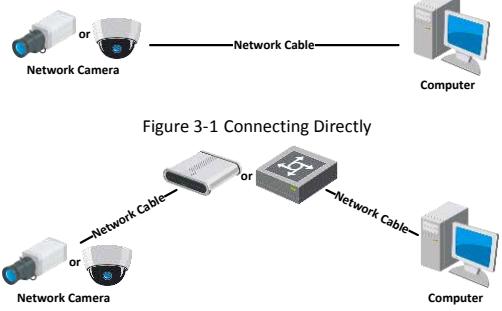 or
Network Cable
Network Camera
Computer
Figure 3-1 Connecting Directly
or
Network Cable
Network Cable
or
Network Camera
Computer